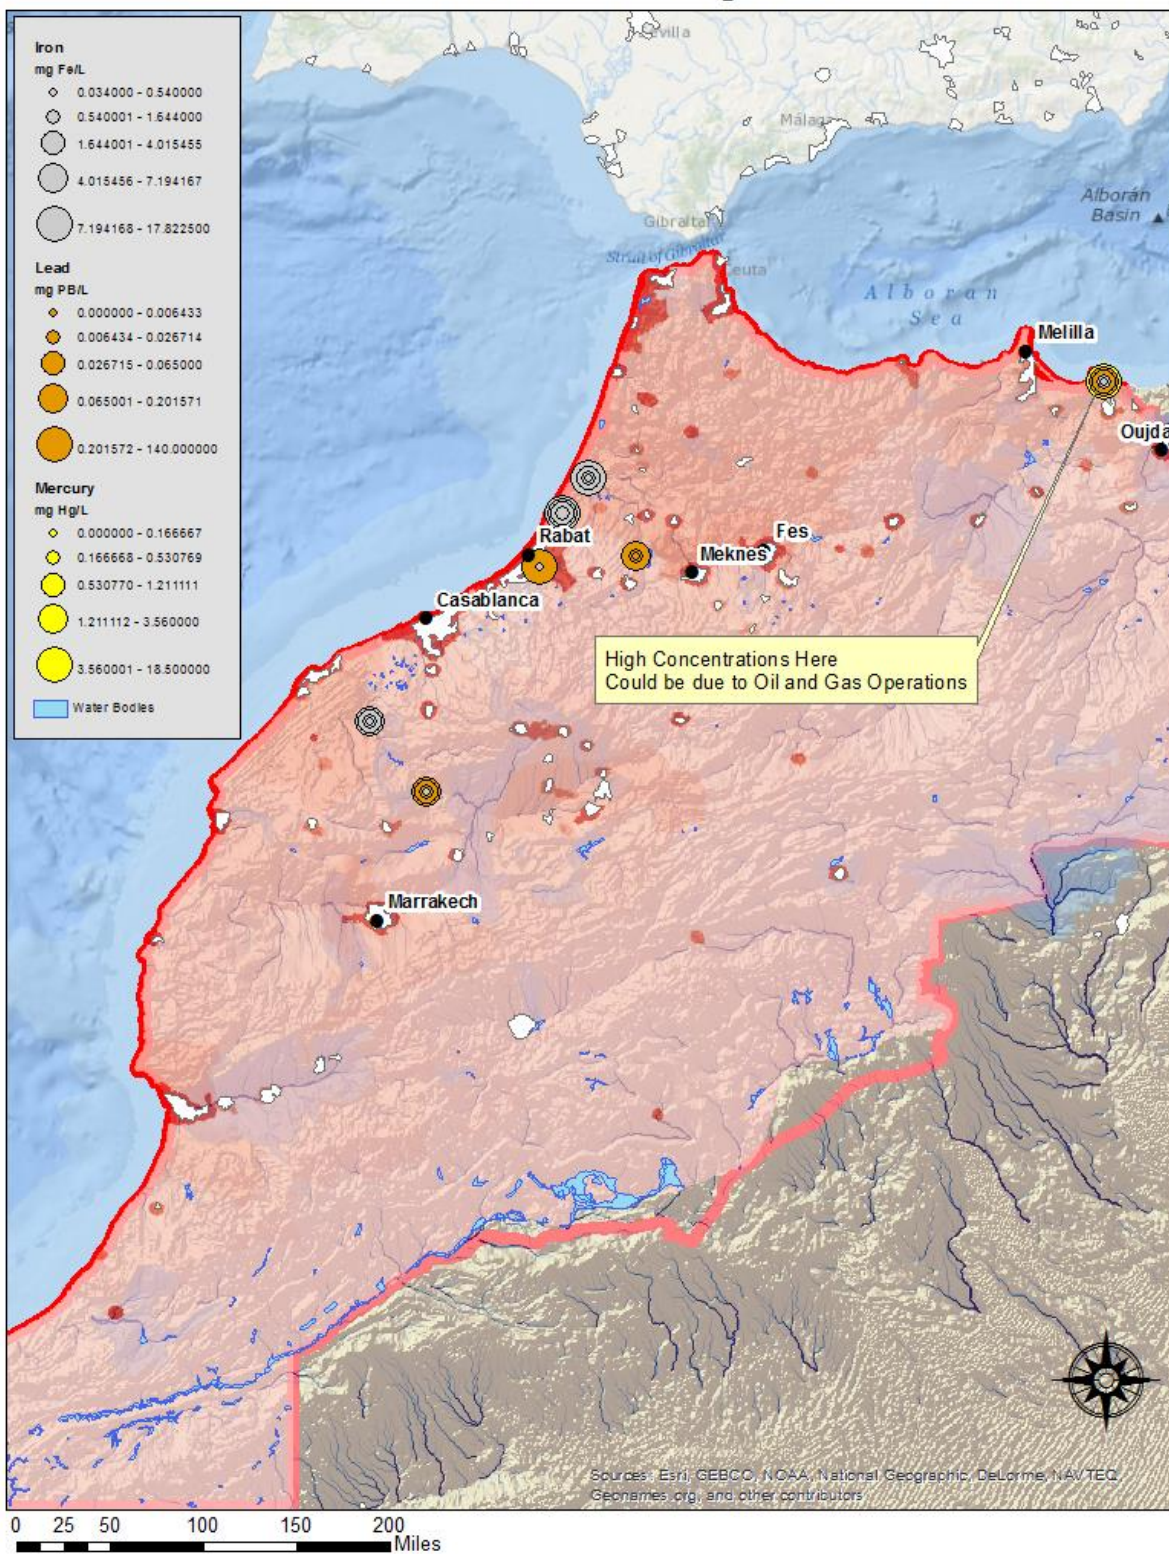 Iron
mg Fe/L
0.034000 - 0.540000
0.540001 - 1.644000
1.644001 - 4.015455
4.015456 - 7.194167
7.194168 - 17.822500
Lead
mg PB/L
0.000000 - 0.006433
0.006434 - 0.026714
0.026715 - 0.065000
0.065001 - 0.201571
0.201572 - 140.000000
Mercury
mg Hg/L
0.000000 - 0.166667
0.166668 - 0.530769
0.530770 - 1.211111
1.211112 - 3.560000
3.560001 - 18.500000
Water Bodies
Málaga
Gibraltar
Strait of Gibraltar
Ceuta
Alborán
Basin
Alboran
Sea
Melilla
Oujda
Rabat
Fes
Meknes
Casablanca
High Concentrations Here
Could be due to Oil and Gas Operations
Marrakech
Sources: Esri, GEBCO, NOAA, National Geographic, DeLorme, NAVTEQ,
Geonames.org, and other contributors
0 25 50 100 150 200
Miles